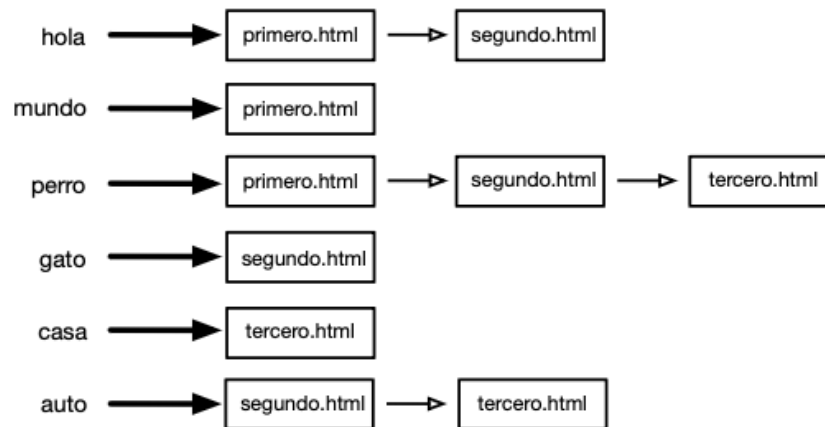 hola primero.html segundo.html
mundo primero.html
perro primero.html segundo.html tercero.html
gato segundo.html
casa tercero.html
auto segundo.html tercero.html